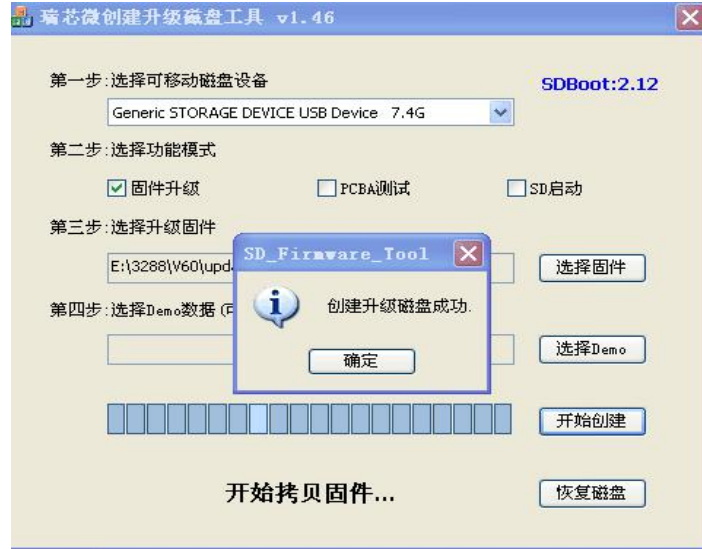 瑞芯微创建升级磁盘工具 v1.46
第一步:选择可移动磁盘设备
SDBoot:2.12
Generic STORAGE DEVICE USB Device 7.4G
第二步:选择功能模式
固件升级
PCBA测试
SD启动
第三步:选择升级固件
E:\3288\V60\upd
选择固件
SD_Firmware_Tool
创建升级磁盘成功.
确定
第四步:选择Demo数据(
选择Demo
开始创建
开始拷贝固件...
恢复磁盘